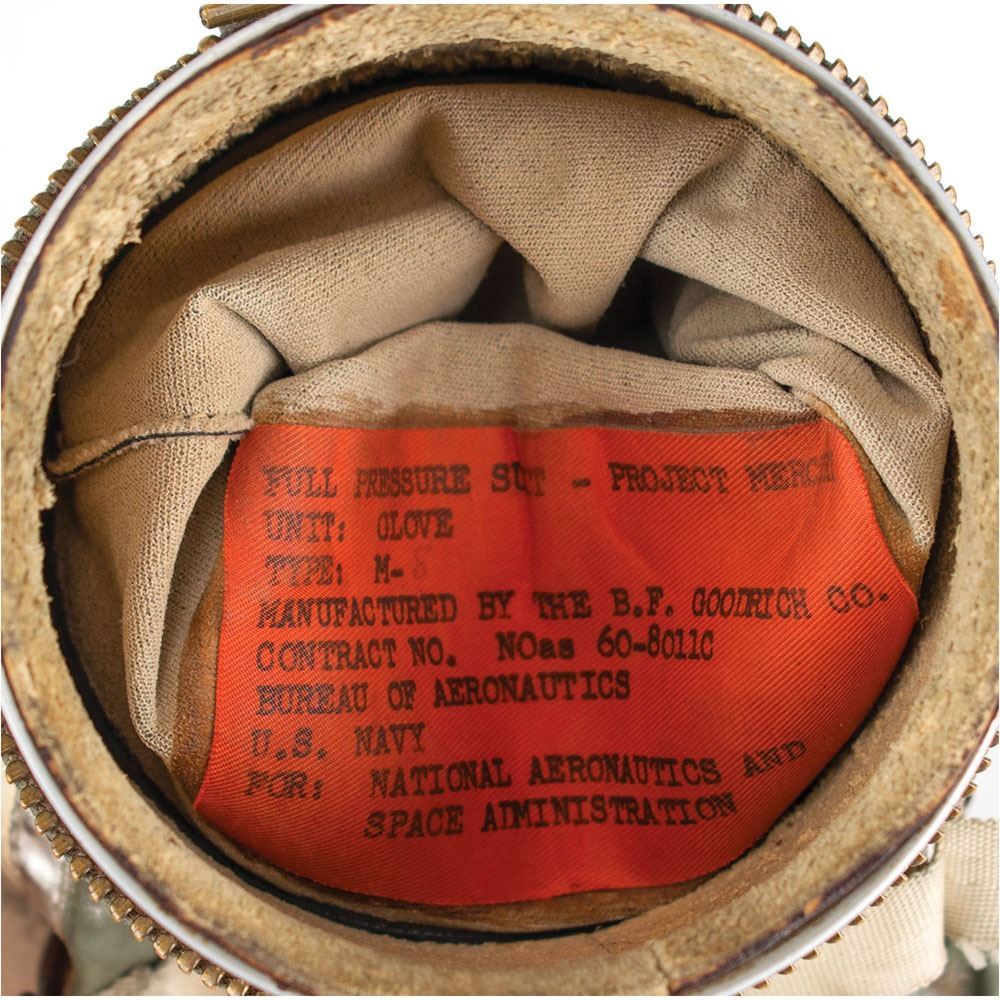 FULL PRESSURE SUIT - PROJECT
UNIT: GLOVE
TYPE: M-8
MANUFACTURED BY THE B.F. GOODRICH CO.
CONTRACT NO. NOas 60-8011C
BUREAU OF AERONAUTICS
U.S. NAVY
FOR: NATIONAL AERONAUTICS AND
SPACE ADMINISTRATION